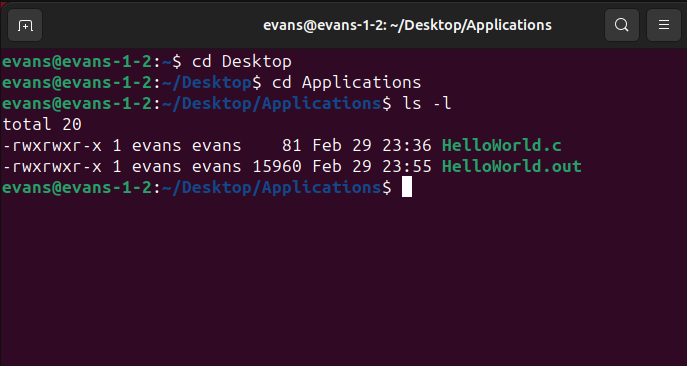 evans@evans-1-2: ~/Desktop/Applications
evans@evans-1-2:~$ cd Desktop
evans@evans-1-2:~/Desktop$ cd Applications
evans@evans-1-2:~/Desktop/Applications$ ls -l
total 20
-rwxrwxr-x 1 evans evans    81 Feb 29 23:36 HelloWorld.c
-rwxrwxr-x 1 evans evans 15960 Feb 29 23:55 HelloWorld.out
evans@evans-1-2:~/Desktop/Applications$